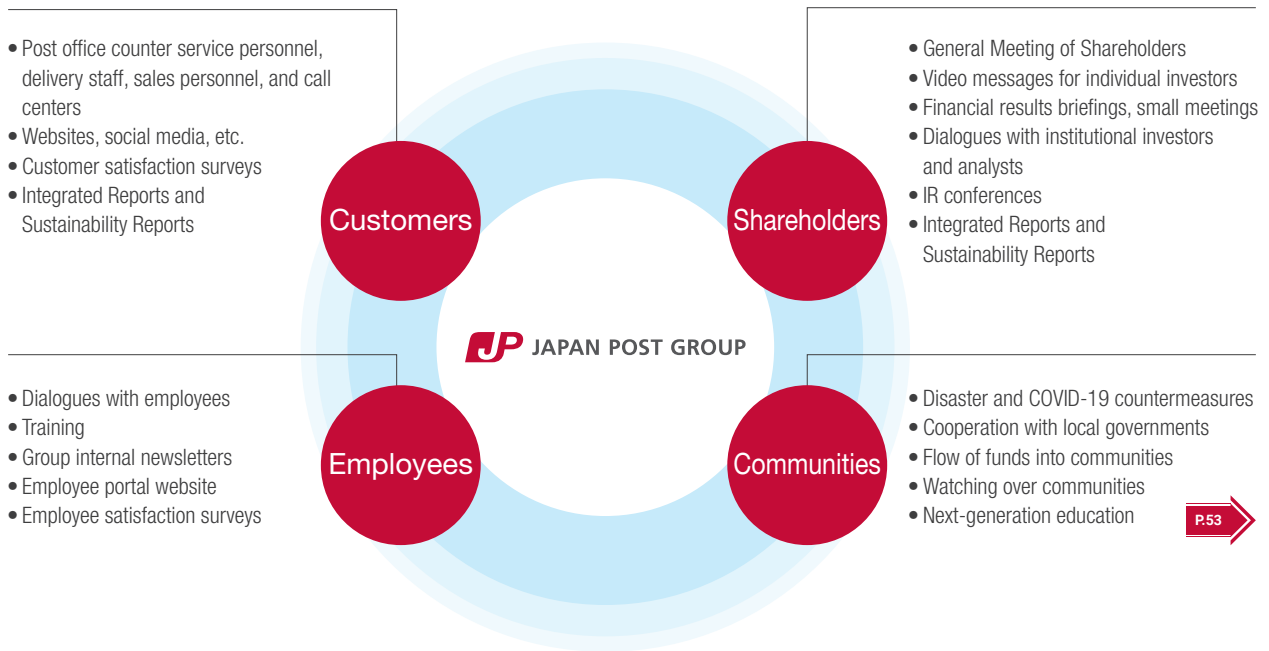 • Post office counter service personnel,
delivery staff, sales personnel, and call
centers
• Websites, social media, etc.
• Customer satisfaction surveys
• Integrated Reports and
Sustainability Reports
Customers
• General Meeting of Shareholders
• Video messages for individual investors
• Financial results briefings, small meetings
• Dialogues with institutional investors
and analysts
• IR conferences
• Integrated Reports and
Sustainability Reports
Shareholders
JP JAPAN POST GROUP
• Dialogues with employees
• Training
• Group internal newsletters
• Employee portal website
• Employee satisfaction surveys
Employees
• Disaster and COVID-19 countermeasures
• Cooperation with local governments
• Flow of funds into communities
• Watching over communities
• Next-generation education
P.53
Communities